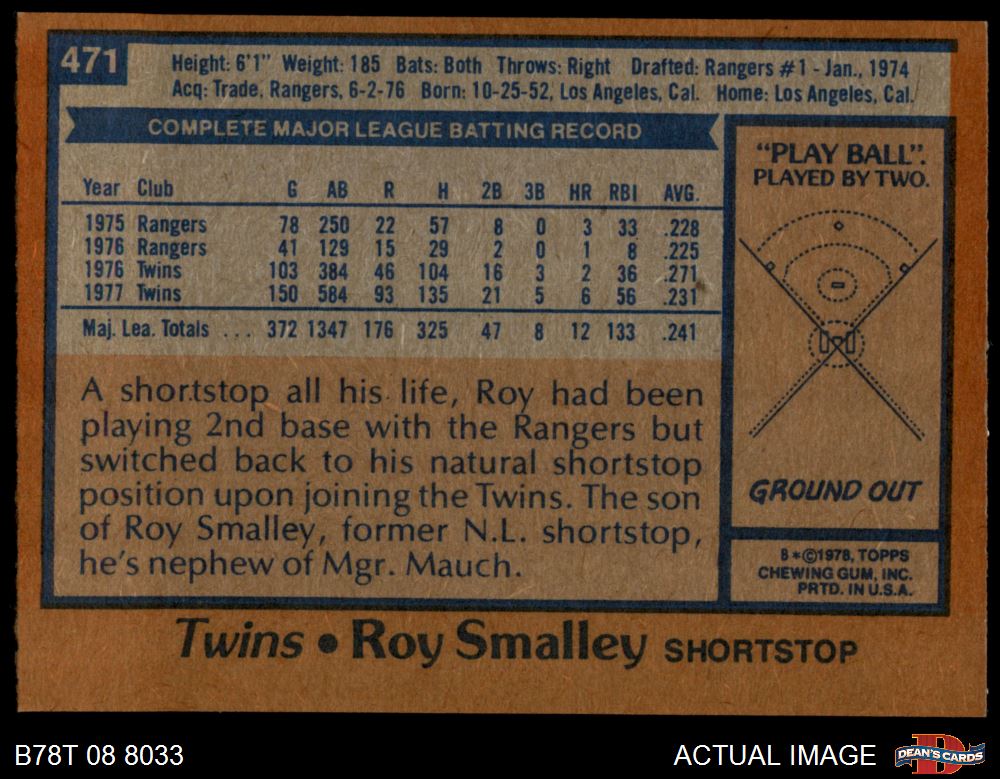 471
Height: 6'1" Weight: 185 Bats: Both Throws: Right Drafted: Rangers #1 - Jan., 1974
Acq: Trade, Rangers, 6-2-76 Born: 10-25-52, Los Angeles, Cal. Home: Los Angeles, Cal.
COMPLETE MAJOR LEAGUE BATTING RECORD
Year Club G AB R H 2B 3B HR RBI AVG.
1975 Rangers 78 250 22 57 8 0 3 33 .228
1976 Rangers 41 129 15 29 2 0 1 8 .225
1976 Twins 103 384 46 104 16 3 2 36 .271
1977 Twins 150 584 93 135 21 5 6 56 .231
Maj. Lea. Totals . . . 372 1347 176 325 47 8 12 133 .241
A shortstop all his life, Roy had been
playing 2nd base with the Rangers but
switched back to his natural shortstop
position upon joining the Twins. The son
of Roy Smalley, former N.L. shortstop,
he's nephew of Mgr. Mauch.
"PLAY BALL".
PLAYED BY TWO.
GROUND OUT
B*©1978, TOPPS
CHEWING GUM, INC.
PRTD. IN U.S.A.
Twins • Roy Smalley SHORTSTOP
B78T 08 8033
ACTUAL IMAGE
DEAN'S CARDS